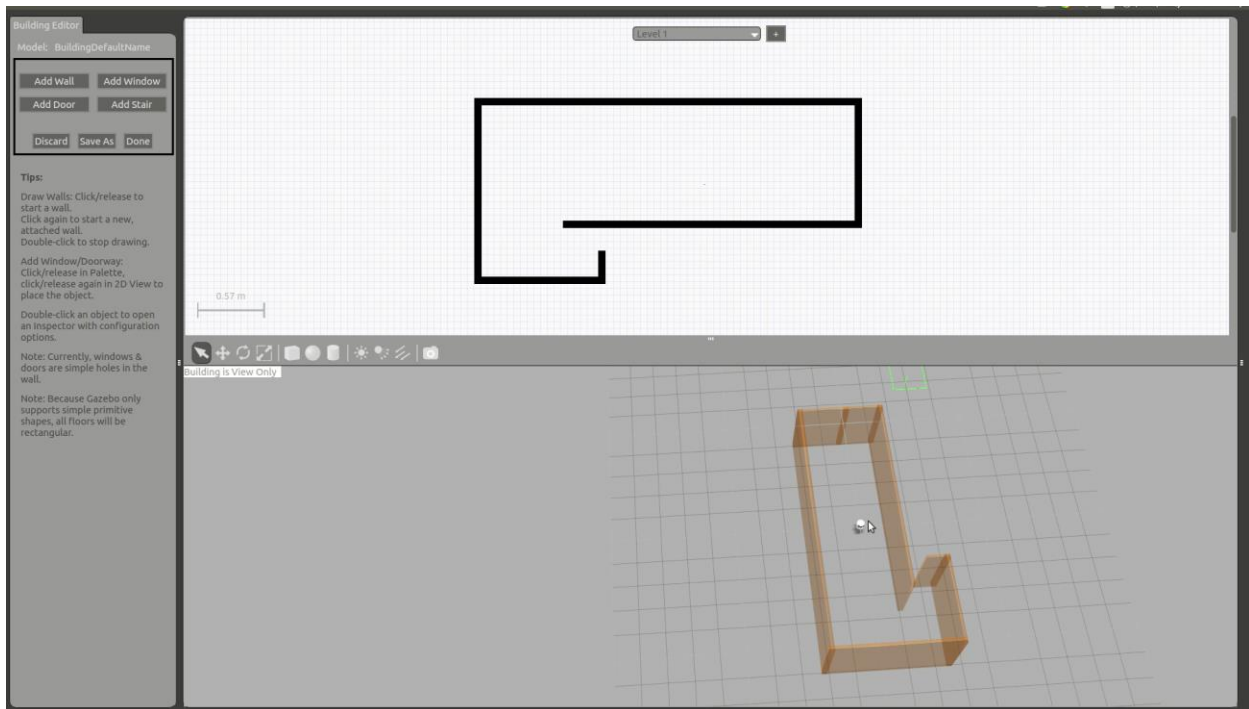 Building Editor
Model: BuildingDefaultName
Add Wall Add Window
Add Door Add Stair
Discard Save As Done
Tips:
Draw Walls: Click/release to
start a wall.
Click again to start a new,
attached wall.
Double-click to stop drawing.
Add Window/Doorway:
Click/release in Palette,
click/release again in 2D View to
place the object.
Double-click an object to open
an Inspector with configuration
options.
Note: Currently, windows &
doors are simple holes in the
wall.
Note: Because Gazebo only
supports simple primitive
shapes, all floors will be
rectangular.
Level 1 +
0.57 m
Building is View Only